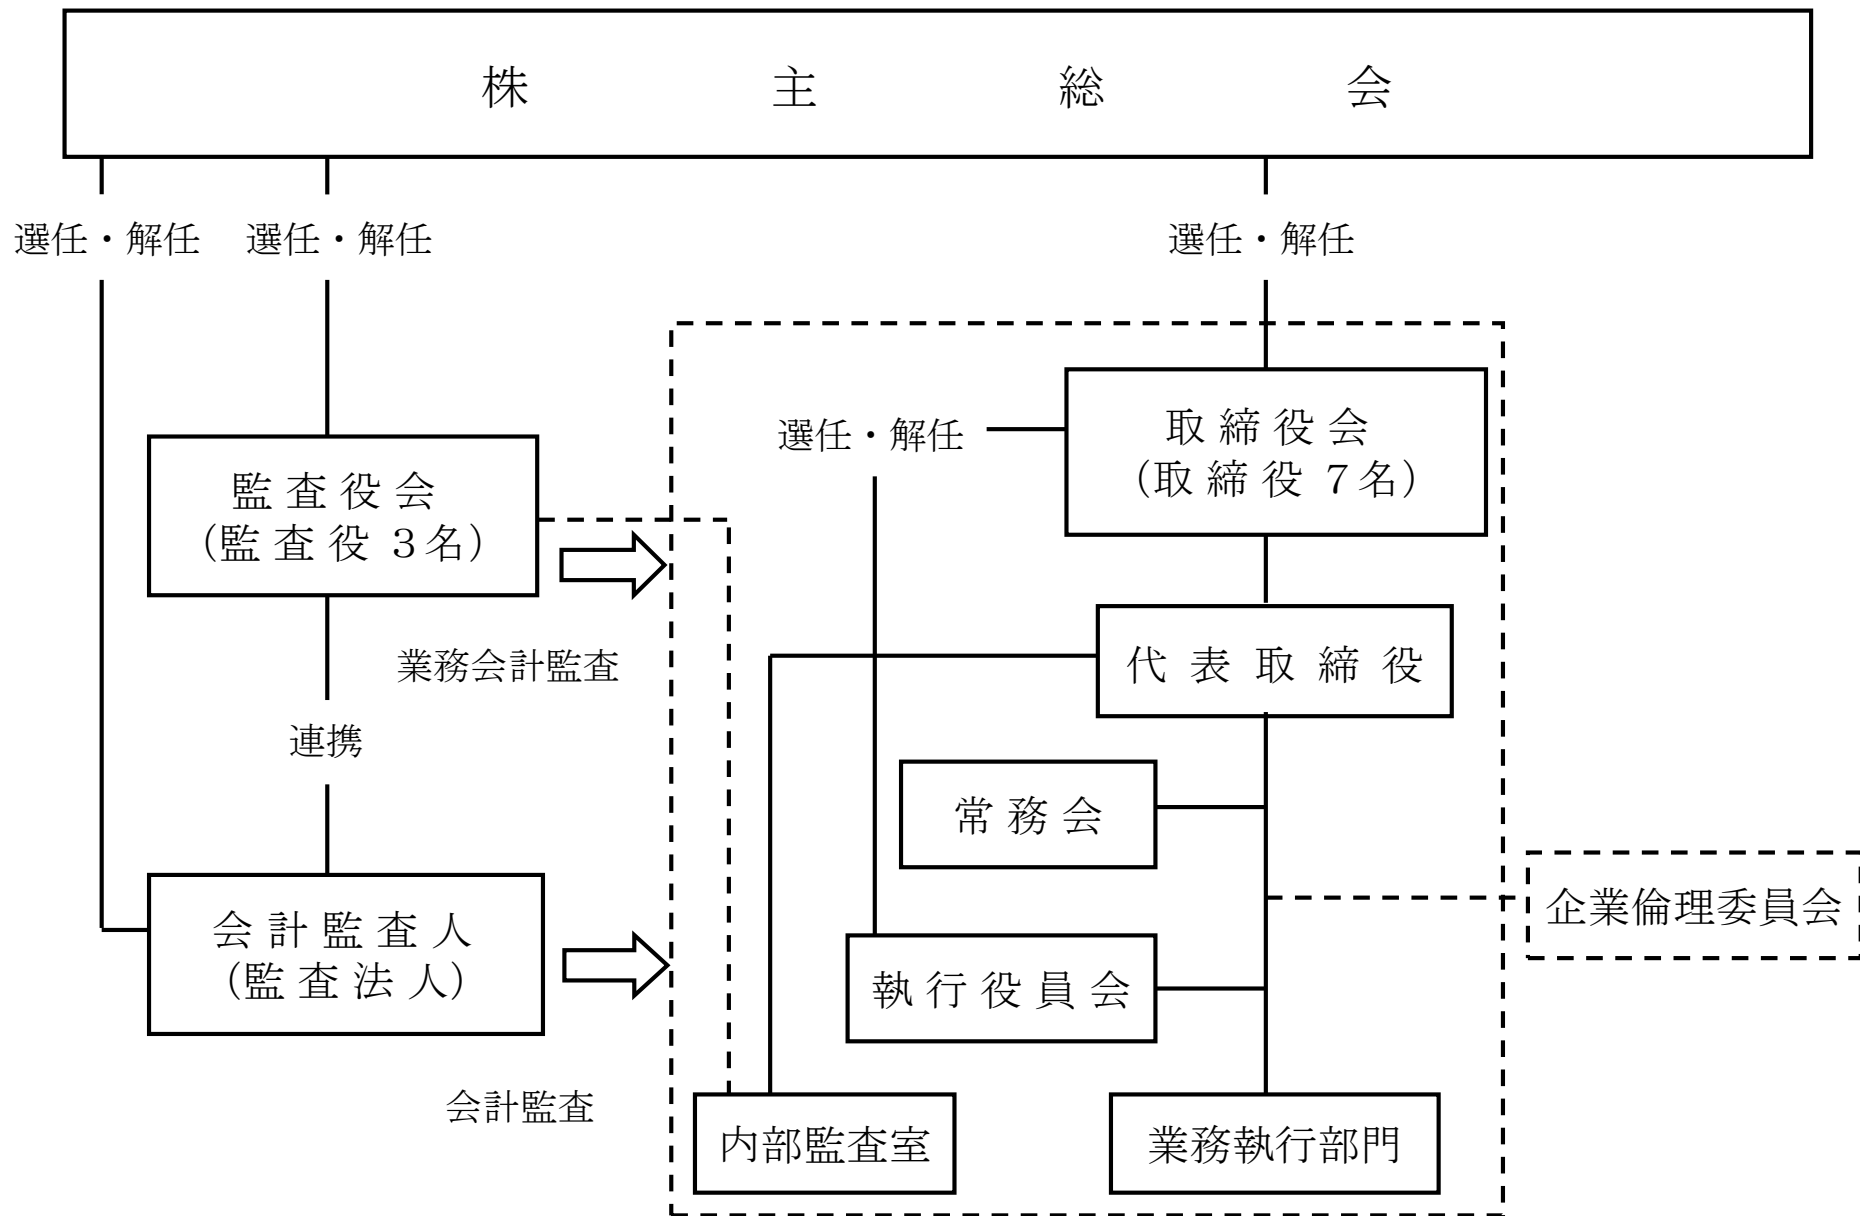 株主総会
選任・解任 選任・解任 選任・解任
選任・解任
取締役会
(取締役 7名)
監査役会
(監査役 3名)
業務会計監査
代表取締役
連携
常務会
企業倫理委員会
会計監査人
(監査法人)
執行役員会
会計監査
内部監査室
業務執行部門